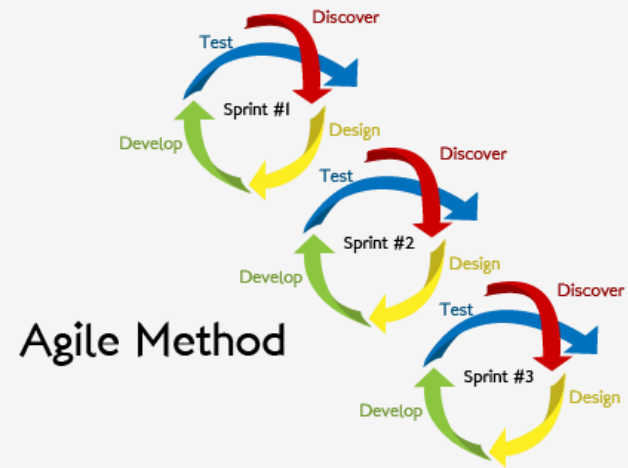 Discover
Test
Sprint #1
Develop
Design
Discover
Test
Sprint #2
Develop
Design
Discover
Test
Sprint #3
Develop
Design
Agile Method